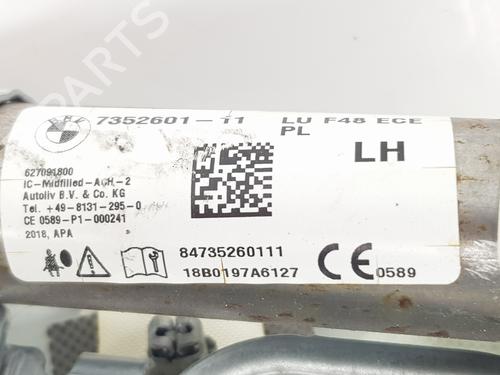 7352601-11 LU F48 ECE
PL
LH
627091800
IC-Midfilled-ACR-2
Autoliv B.V. & Co. KG
Tel. +49-8131-295-0
CE 0589-P1-000241
2018, APA
84735260111
18B0197A6127
CE 0589